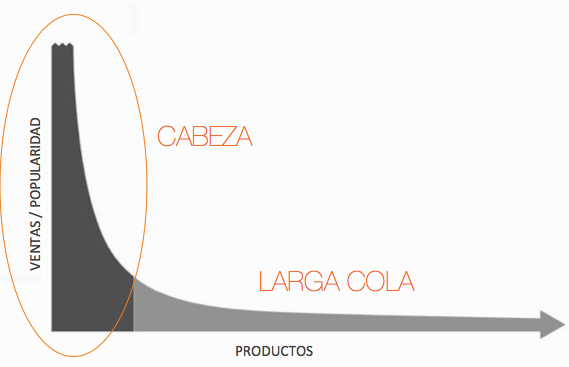 CABEZA
VENTAS / POPULARIDAD
LARGA COLA
PRODUCTOS